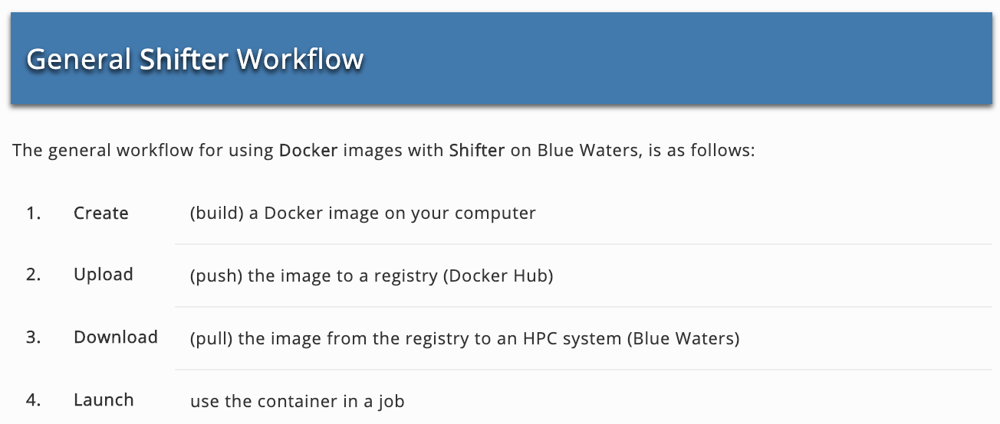 General Shifter Workflow
The general workflow for using Docker images with Shifter on Blue Waters, is as follows:
1. Create (build) a Docker image on your computer
2. Upload (push) the image to a registry (Docker Hub)
3. Download (pull) the image from the registry to an HPC system (Blue Waters)
4. Launch use the container in a job